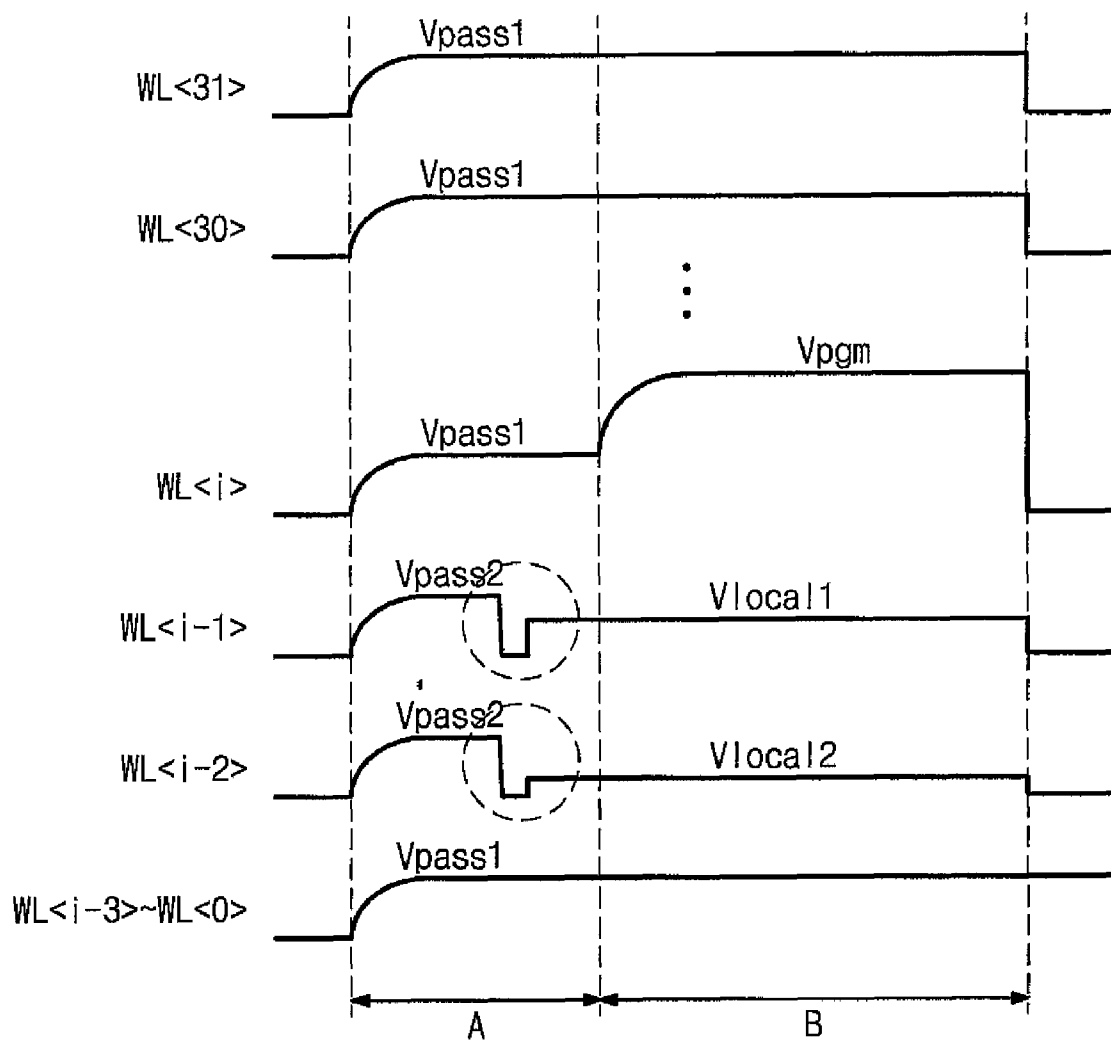 Vpass1
WL<31>
Vpass1
WL<30>
Vpgm
Vpass1
WL<i>
Vpass2
Vlocal1
WL<i-1>
Vpass2
Vlocal2
WL<i-2>
Vpass1
WL<i-3>~WL<0>
A
B